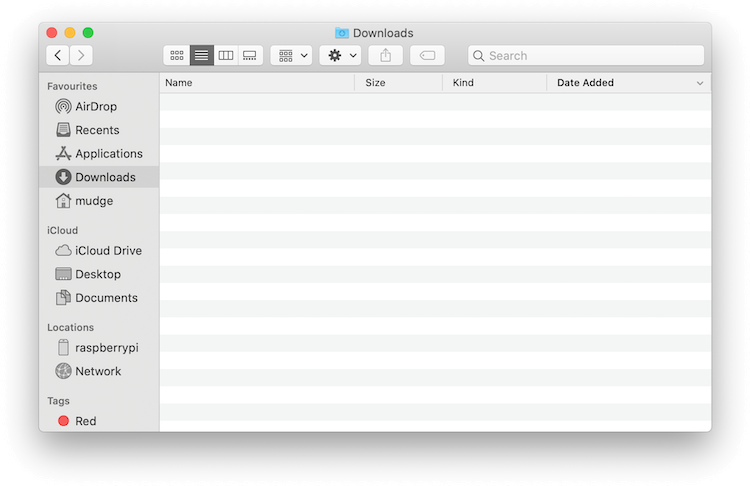 Downloads
Search
Favourites
AirDrop
Recents
Applications
Downloads
mudge
iCloud
iCloud Drive
Desktop
Documents
Locations
raspberrypi
Network
Tags
Red
Name Size Kind Date Added